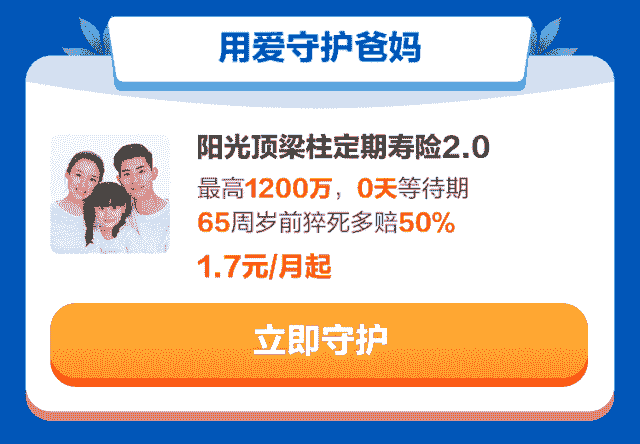 用爱守护爸妈
阳光顶梁柱定期寿险2.0
最高1200万，0天等待期
65周岁前猝死多赔50%
1.7元/月起
立即守护